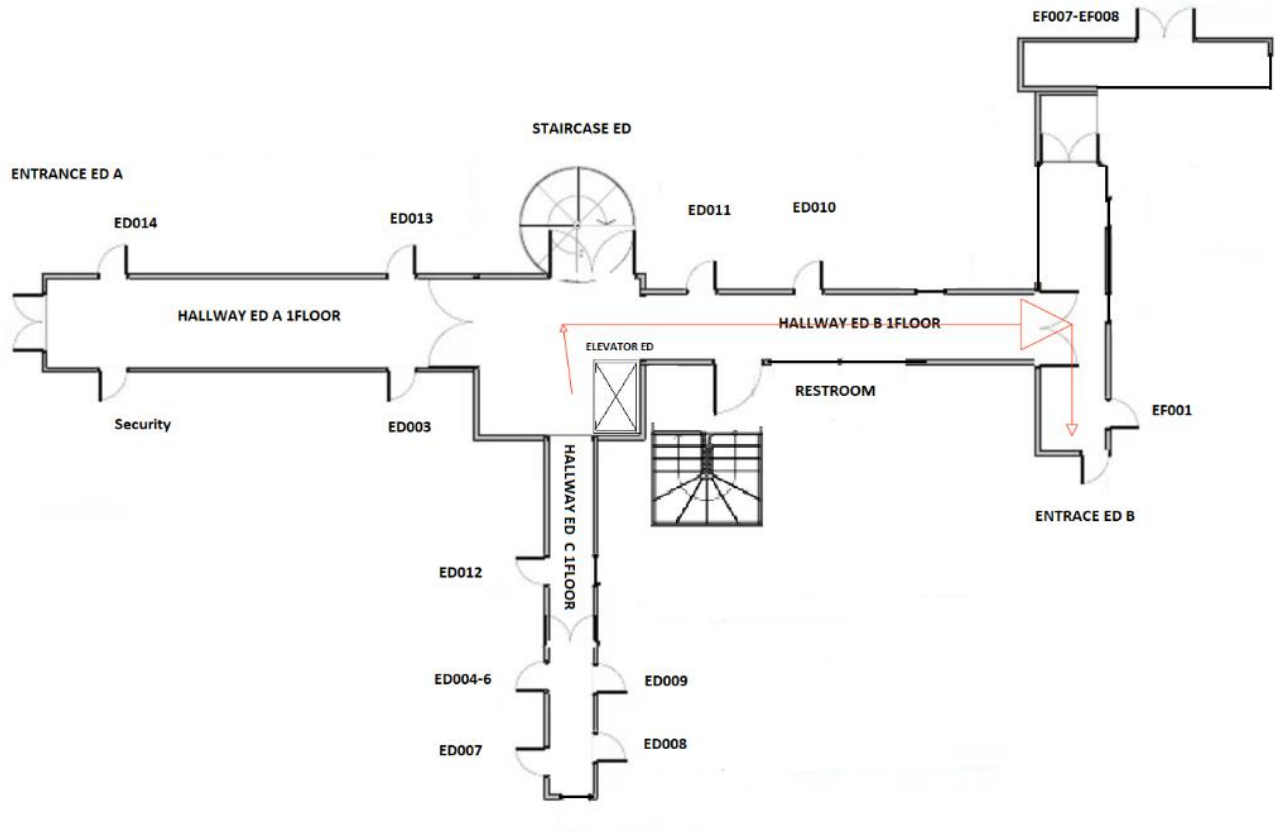 EF007-EF008
STAIRCASE ED
ENTRANCE ED A
ED014
ED013
ED011
ED010
HALLWAY ED A 1FLOOR
HALLWAY ED B 1FLOOR
ELEVATOR ED
RESTROOM
EF001
Security
ED003
HALLWAY ED C 1FLOOR
ENTRACE ED B
ED012
ED004-6
ED009
ED007
ED008